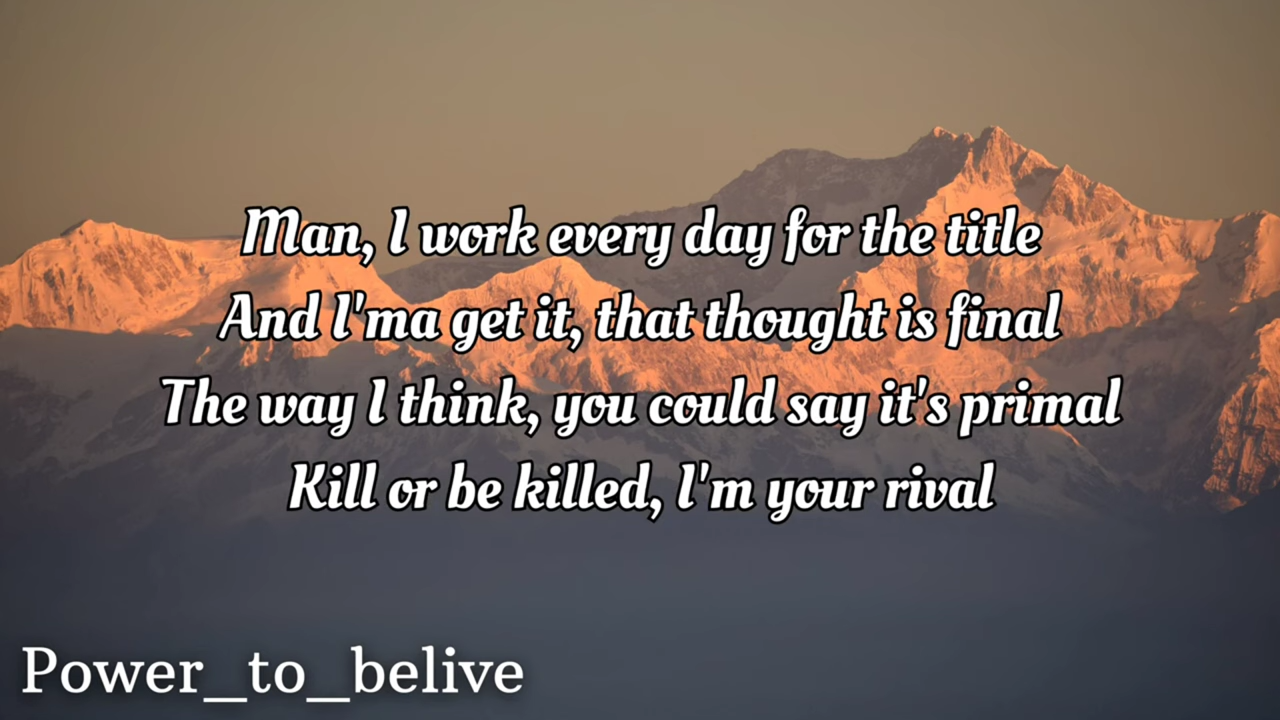 Man, I work every day for the title
And I'ma get it, that thought is final
The way I think, you could say it's primal
Kill or be killed, I'm your rival
Power_to_belive